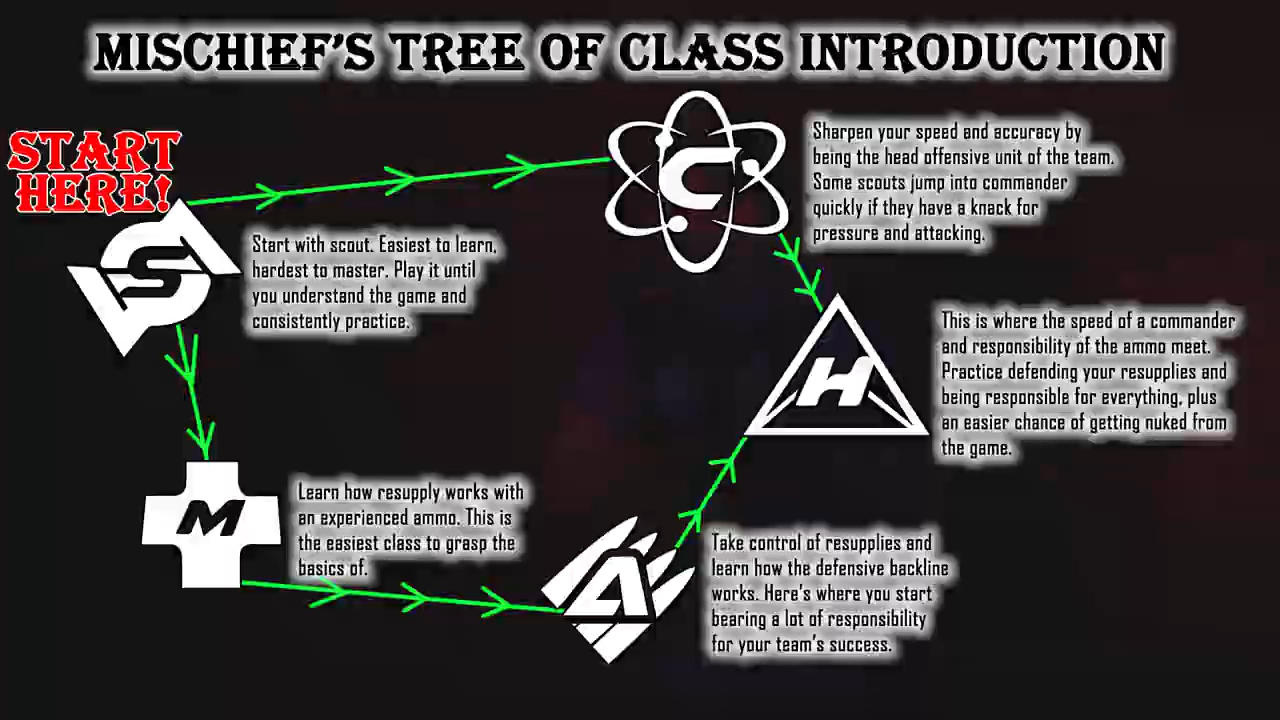 MISCHIEF'S TREE OF CLASS INTRODUCTION
START
HERE!
S
Start with scout. Easiest to learn,
hardest to master. Play it until
you understand the game and
consistently practice.
C
Sharpen your speed and accuracy by
being the head offensive unit of the team.
Some scouts jump into commander
quickly if they have a knack for
pressure and attacking.
H
This is where the speed of a commander
and responsibility of the ammo meet.
Practice defending your resupplies and
being responsible for everything, plus
an easier chance of getting nuked from
the game.
M
Learn how resupply works with
an experienced ammo. This is
the easiest class to grasp the
basics of.
A
Take control of resupplies and
learn how the defensive backline
works. Here's where you start
bearing a lot of responsibility
for your team's success.